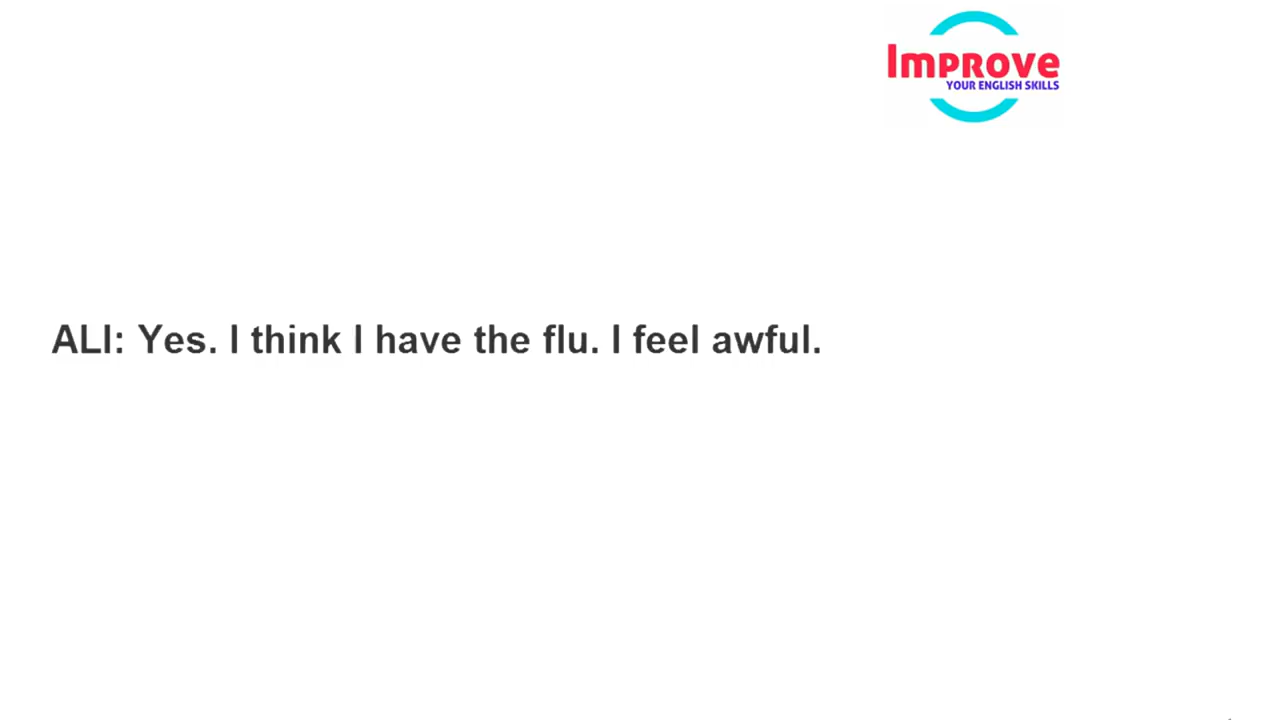 Improve
YOUR ENGLISH SKILLS
ALI: Yes. I think I have the flu. I feel awful.